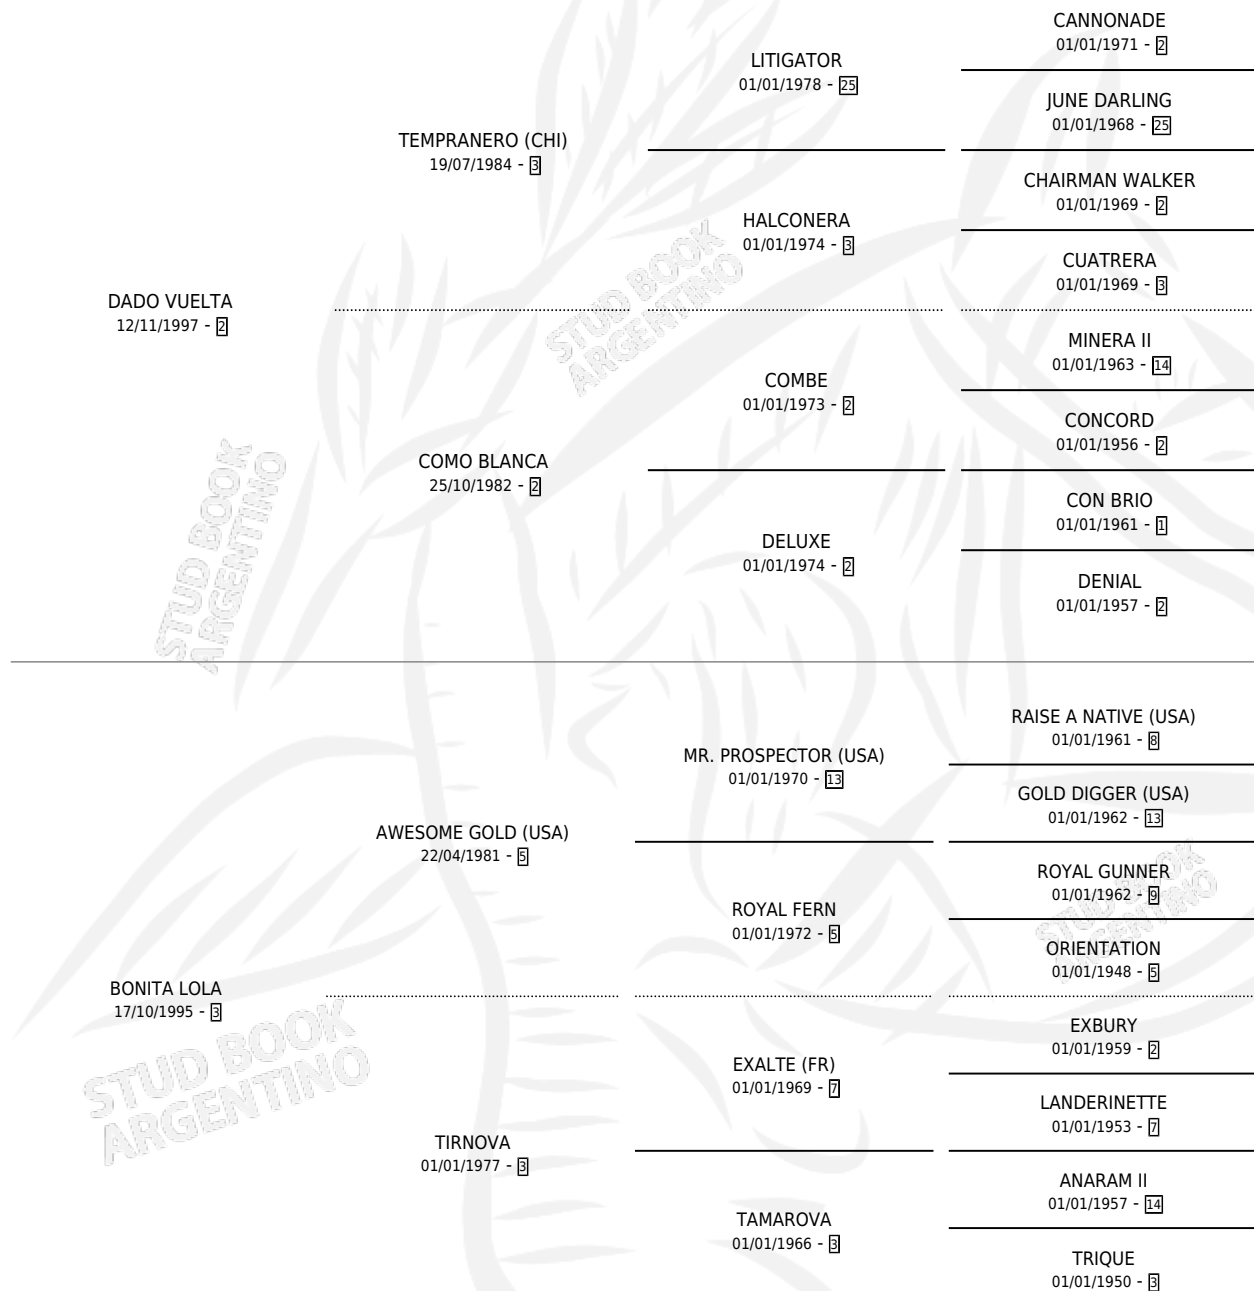 CANNONADE
01/01/1971 - 2
LITIGATOR
01/01/1978 - 25
JUNE DARLING
01/01/1968 - 25
TEMPRANERO (CHI)
19/07/1984 - 3
CHAIRMAN WALKER
01/01/1969 - 2
HALCONERA
01/01/1974 - 3
CUATRERA
01/01/1969 - 3
DADO VUELTA
12/11/1997 - 2
MINERA II
01/01/1963 - 14
COMBE
01/01/1973 - 2
CONCORD
01/01/1956 - 2
COMO BLANCA
25/10/1982 - 2
CON BRIO
01/01/1961 - 1
DELUXE
01/01/1974 - 2
DENIAL
01/01/1957 - 2
STUD BOOK
ARGENTINO
STUD BOOK
ARGENTINO
RAISE A NATIVE (USA)
01/01/1961 - 8
MR. PROSPECTOR (USA)
01/01/1970 - 13
GOLD DIGGER (USA)
01/01/1962 - 13
AWESOME GOLD (USA)
22/04/1981 - 5
ROYAL GUNNER
01/01/1962 - 9
ROYAL FERN
01/01/1972 - 5
ORIENTATION
01/01/1948 - 5
BONITA LOLA
17/10/1995 - 3
EXBURY
01/01/1959 - 2
EXALTE (FR)
01/01/1969 - 7
LANDERINETTE
01/01/1953 - 7
TIRNOVA
01/01/1977 - 3
ANARAM II
01/01/1957 - 14
TAMAROVA
01/01/1966 - 3
TRIQUE
01/01/1950 - 3
STUD BOOK
ARGENTINO
STUD BOOK
ARGENTINO